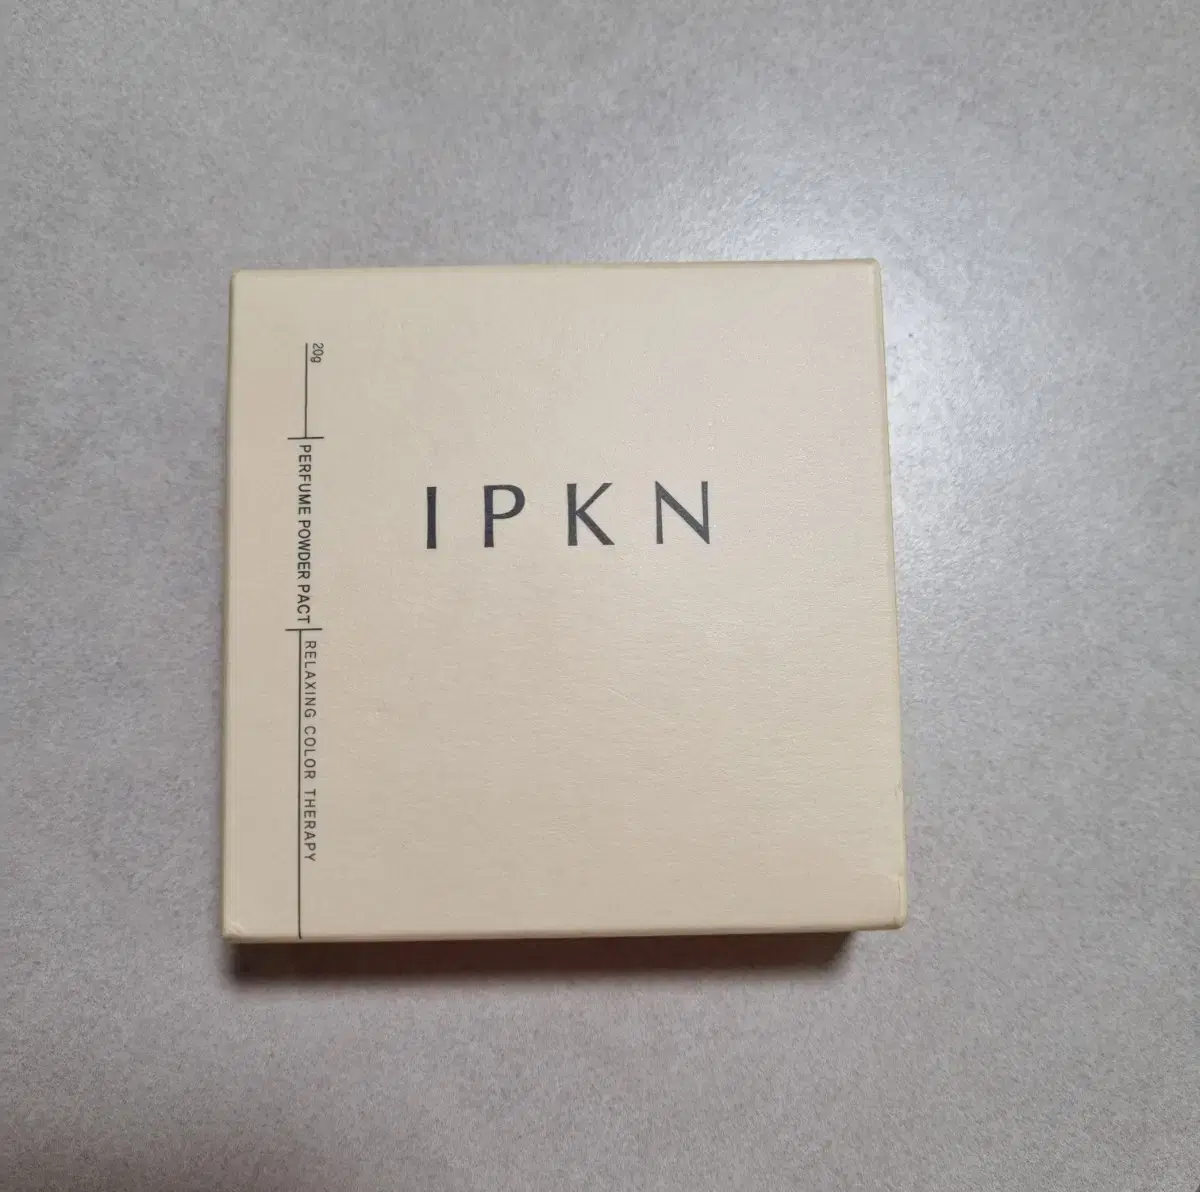 IPKN
20g
PERFUME POWDER PACT
RELAXING COLOR THERAPY